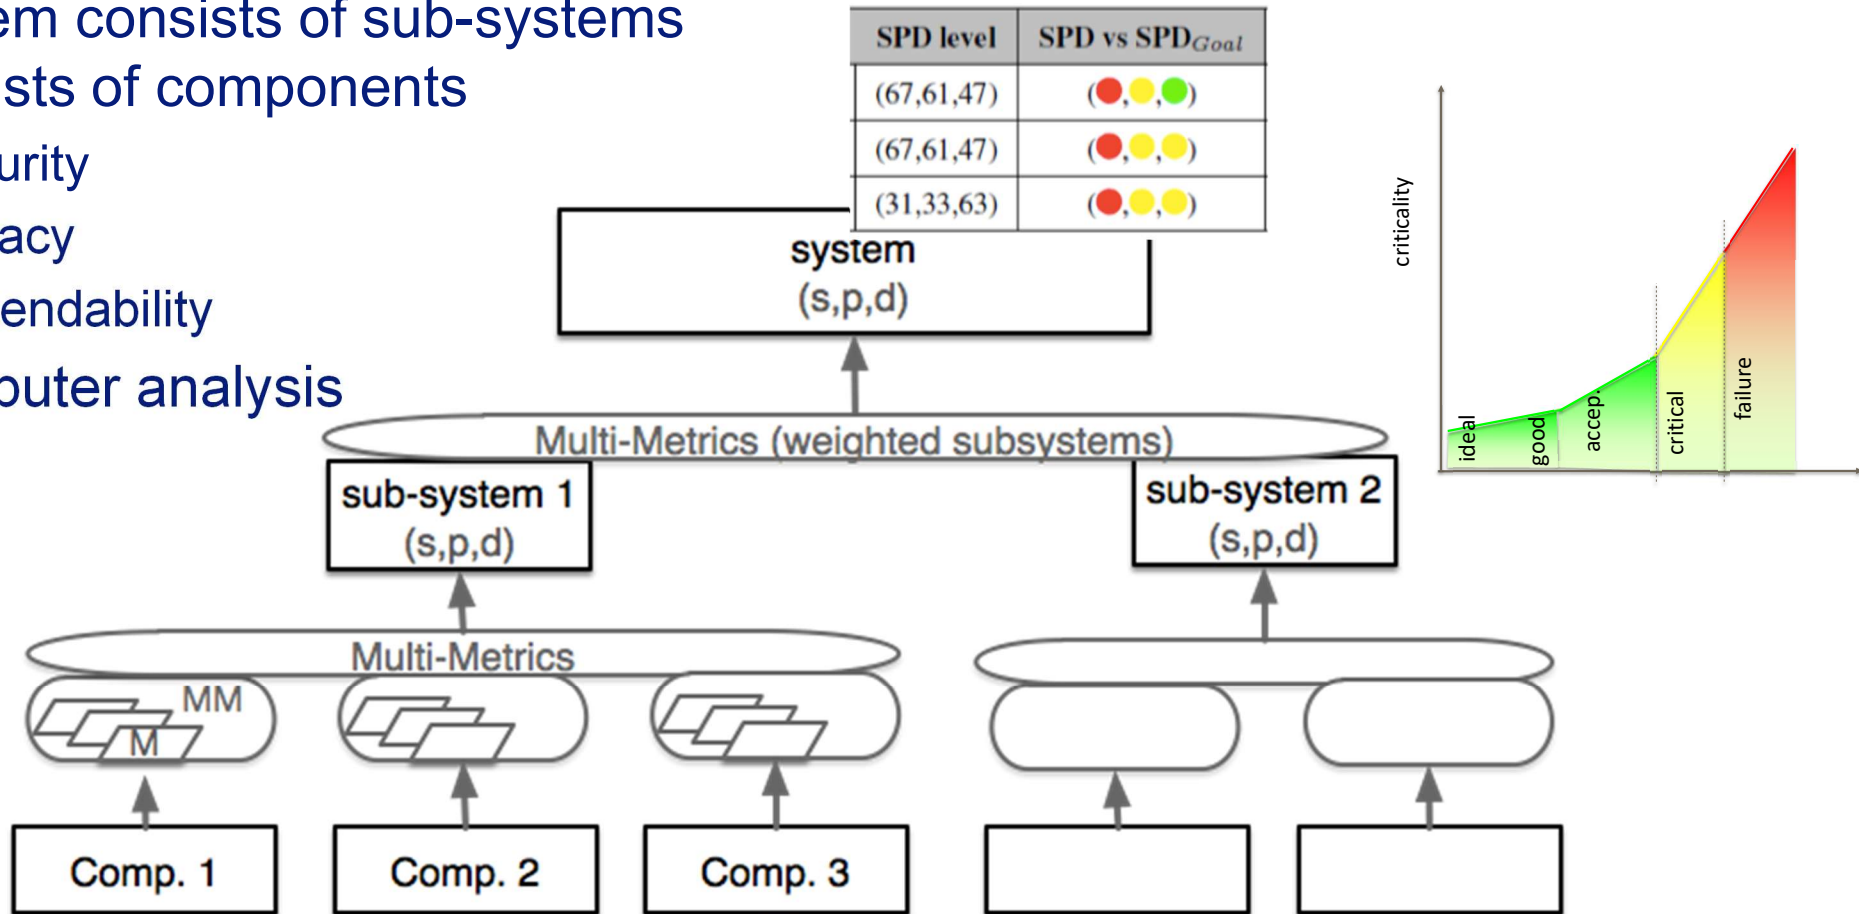 em consists of sub-systems
sts of components
urity
acy
endability
puter analysis
SPD level SPD vs SPDGoal
(67,61,47) ( , , )
(67,61,47) ( , , )
(31,33,63) ( , , )
system
(s,p,d)
Multi-Metrics (weighted subsystems)
sub-system 1
(s,p,d)
sub-system 2
(s,p,d)
Multi-Metrics
MM
M
Comp. 1
Comp. 2
Comp. 3
criticality
ideal
good
accep.
critical
failure